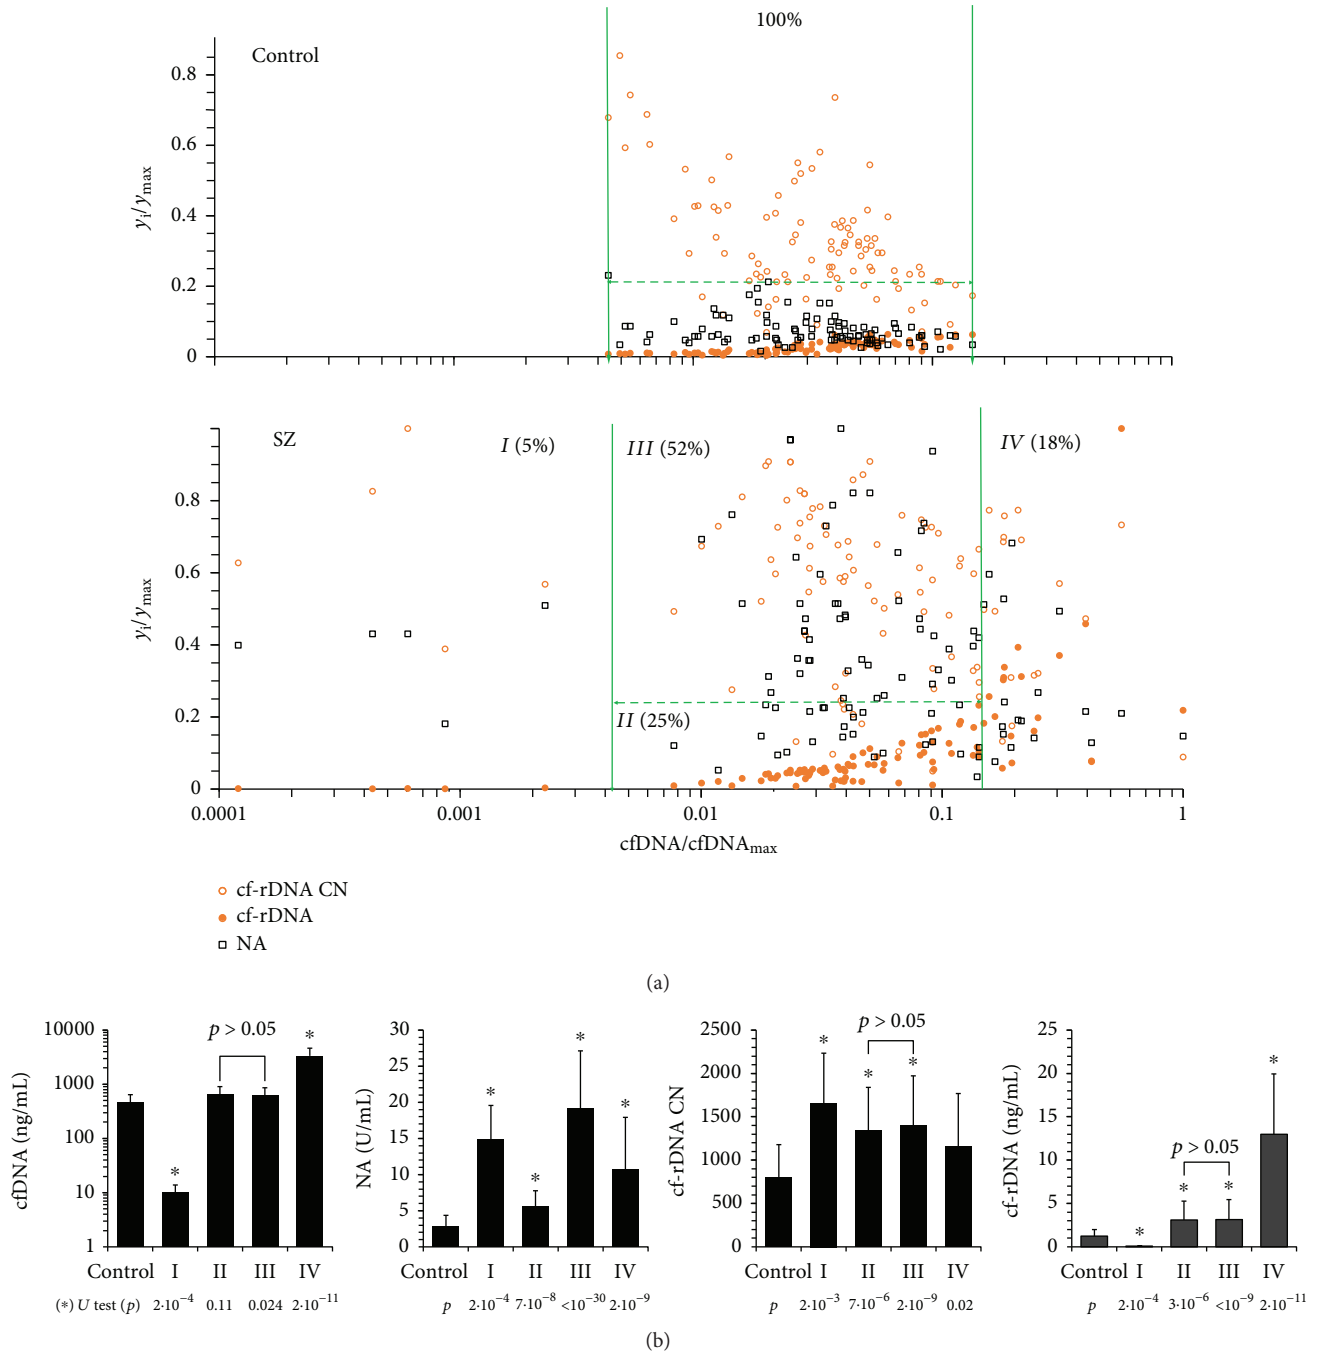 100%
Control
0.8
0.6
0.4
0.2
0
yi/ymax
SZ
I (5%)
III (52%)
IV (18%)
II (25%)
0.8
0.6
0.4
0.2
0
yi/ymax
0.0001 0.001 0.01 0.1 1
cfDNA/cfDNAmax
cf-rDNA CN
cf-rDNA
NA
(a)
cfDNA (ng/mL)
10000
1000
100
10
1
p > 0.05
* *
Control I II III IV
(*) U test (p) 2·10⁻⁴ 0.11 0.024 2·10⁻¹¹
NA (U/mL)
30
25
20
15
10
5
0
* * * *
Control I II III IV
p 2·10⁻⁴ 7·10⁻⁸ <10⁻³⁰ 2·10⁻⁹
cf-rDNA CN
2500
2000
1500
1000
500
0
p > 0.05
* * *
Control I II III IV
p 2·10⁻³ 7·10⁻⁶ 2·10⁻⁹ 0.02
cf-rDNA (ng/mL)
25
20
15
10
5
0
p > 0.05
* * * *
Control I II III IV
p 2·10⁻⁴ 3·10⁻⁶ <10⁻⁹ 2·10⁻¹¹
(b)